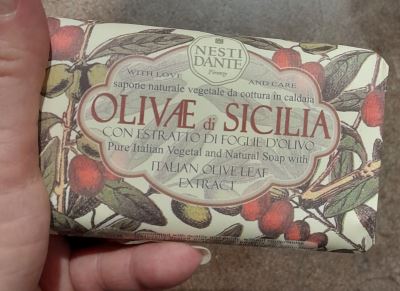 NESTI
DANTE
Firenze
WITH LOVE AND CARE
sapone naturale vegetale da cottura in caldaia
OLIVÆ di SICILIA
CON ESTRATTO DI FOGLIE D'OLIVO
Pure Italian Vegetal and Natural Soap with
ITALIAN OLIVE LEAF
EXTRACT